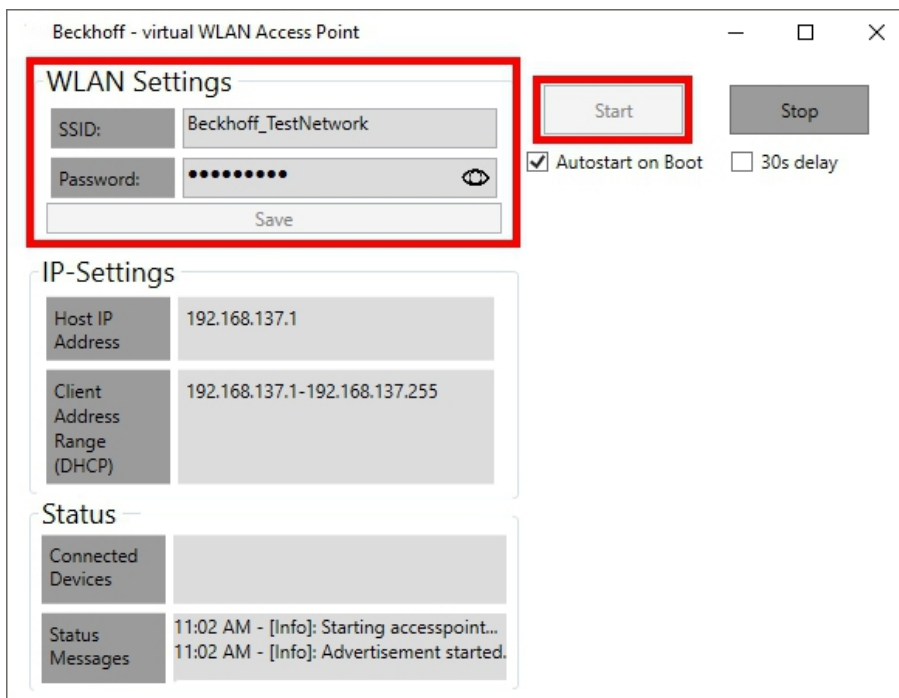 Beckhoff - virtual WLAN Access Point
WLAN Settings
SSID:
Beckhoff_TestNetwork
Password:
•••••••••
Save
Start
Stop
Autostart on Boot
30s delay
IP-Settings
Host IP
Address
192.168.137.1
Client
Address
Range
(DHCP)
192.168.137.1-192.168.137.255
Status
Connected
Devices
Status
Messages
11:02 AM - [Info]: Starting accesspoint...
11:02 AM - [Info]: Advertisement started.